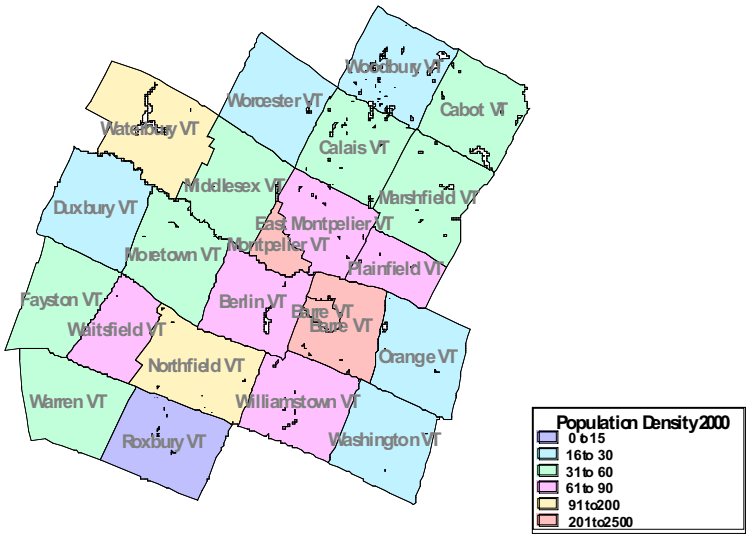 Woodbury VT
Worcester VT
Cabot VT
Waterbury VT
Calais VT
Middlesex VT
Marshfield VT
Duxbury VT
East Montpelier VT
Montpelier VT
Moretown VT
Plainfield VT
Fayston VT
Berlin VT
Barre VT
Barre VT
Waitsfield VT
Orange VT
Northfield VT
Warren VT
Williamstown VT
Roxbury VT
Washington VT
Population Density 2000
0 to 15
16 to 30
31 to 60
61 to 90
91 to 200
201 to 2500